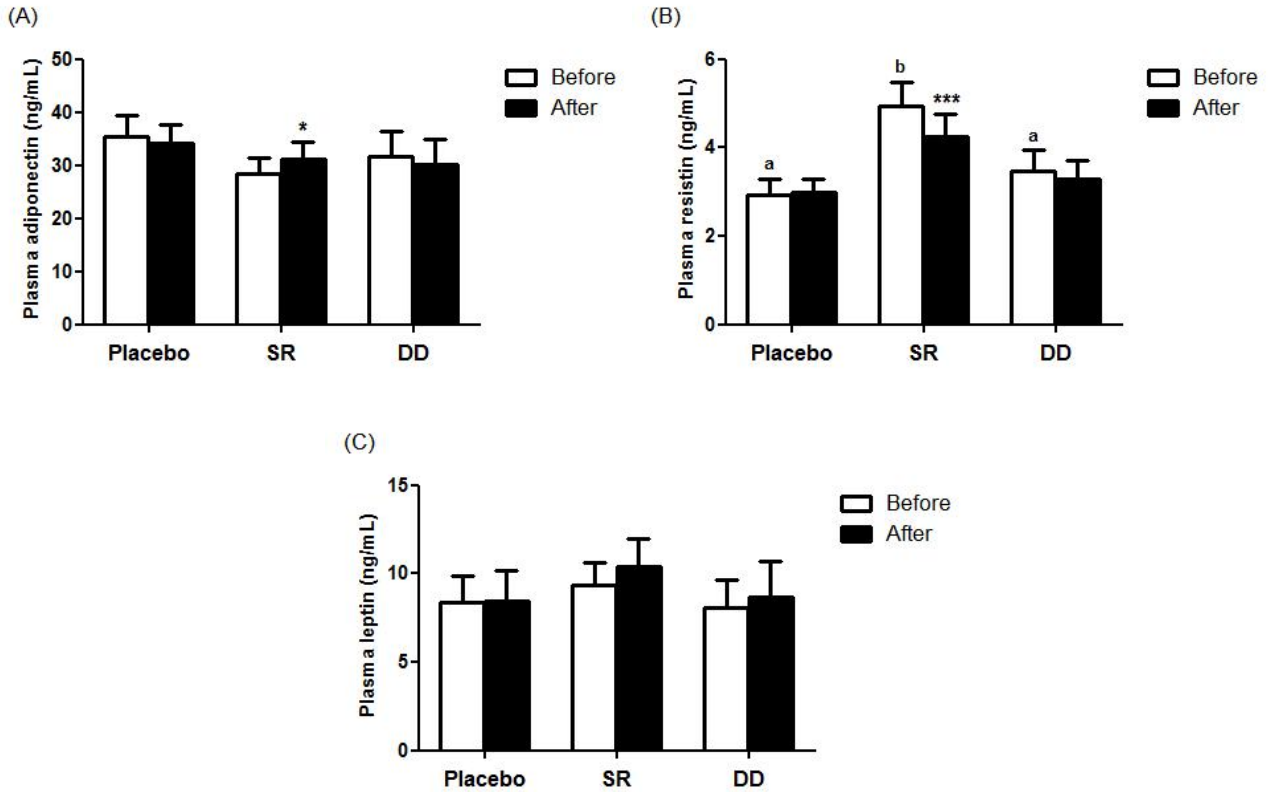 (A)
Plasma adiponectin (ng/mL)
50
40
30
20
10
0
*
Placebo SR DD
Before
After
(B)
Plasma resistin (ng/mL)
6
4
2
0
a
b
***
a
Placebo SR DD
Before
After
(C)
Plasma leptin (ng/mL)
15
10
5
0
Placebo SR DD
Before
After